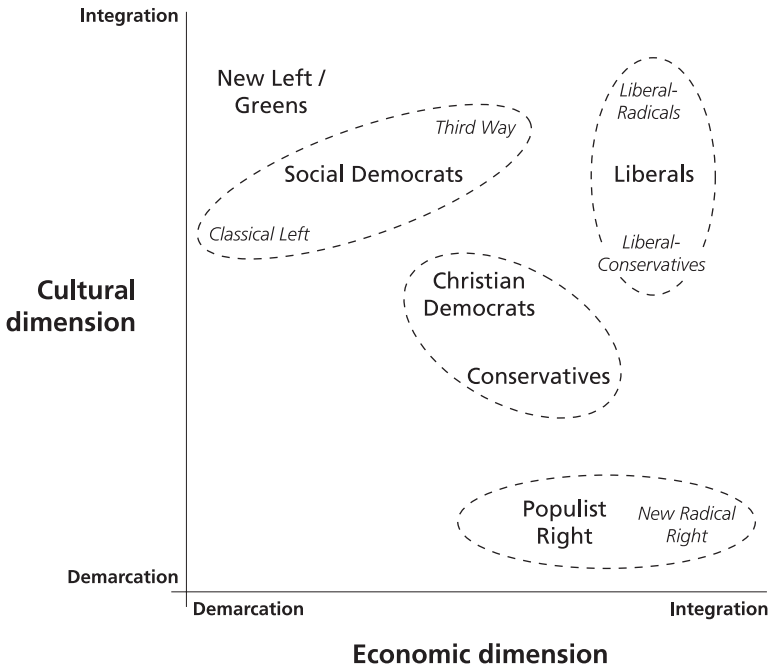 Integration
New Left /
Greens
Liberal-
Radicals
Third Way
Social Democrats
Liberals
Classical Left
Liberal-
Conservatives
Cultural
dimension
Christian
Democrats
Conservatives
Populist
Right
New Radical
Right
Demarcation
Demarcation
Integration
Economic dimension